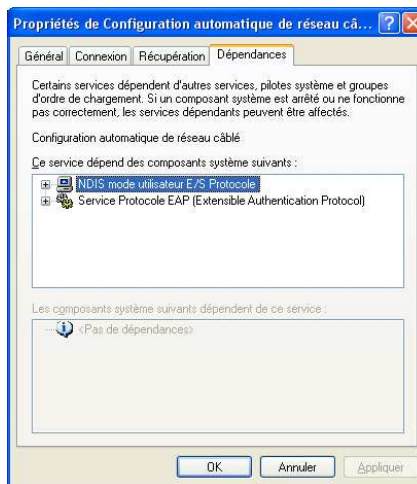 Propriétés de Configuration automatique de réseau câ...
Général
Connexion
Récupération
Dépendances
Certains services dépendent d'autres services, pilotes système et groupes
d'ordre de chargement. Si un composant système est arrêté ou ne fonctionne
pas correctement, les services dépendants peuvent être affectés.
Configuration automatique de réseau câblé
Ce service dépend des composants système suivants :
NDIS mode utilisateur E/S Protocole
Service Protocole EAP (Extensible Authentication Protocol)
Les composants système suivants dépendent de ce service :
<Pas de dépendances>
OK
Annuler
Appliquer